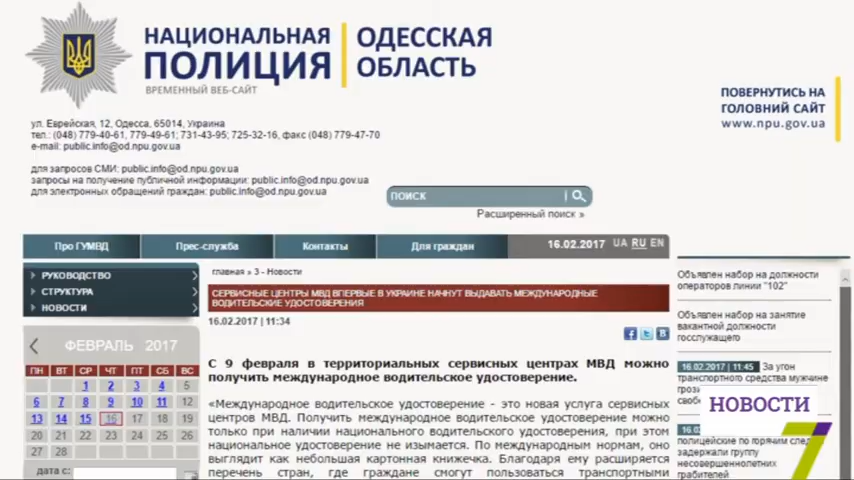 НАЦИОНАЛЬНАЯ
ПОЛИЦИЯ
ВРЕМЕННЫЙ ВЕБ-САЙТ
ОДЕССКАЯ
ОБЛАСТЬ
ПОВЕРНУТИСЬ НА
ГОЛОВНИЙ САЙТ
www.npu.gov.ua
ул. Еврейская, 12, Одесса, 65014, Украина
тел.: (048) 779-40-61, 779-49-61; 731-43-95; 725-32-16, факс (048) 779-47-70
e-mail: public.info@od.npu.gov.ua
для запросов СМИ: public.info@od.npu.gov.ua
запросы на получение публичной информации: public.info@od.npu.gov.ua
для электронных обращений граждан: public.info@od.npu.gov.ua
ПОИСК
Расширенный поиск »
Про ГУМВД
Пресс-служба
Контакты
Для граждан
16.02.2017 UA RU EN
РУКОВОДСТВО
СТРУКТУРА
НОВОСТИ
ФЕВРАЛЬ 2017
ПН ВТ СР ЧТ ПТ СБ ВС
1 2 3 4 5
6 7 8 9 10 11 12
13 14 15 16 17 18 19
20 21 22 23 24 25 26
27 28
дата с:
главная » 3 - Новости
СЕРВИСНЫЕ ЦЕНТРЫ МВД ВПЕРВЫЕ В УКРАИНЕ НАЧНУТ ВЫДАВАТЬ МЕЖДУНАРОДНЫЕ
ВОДИТЕЛЬСКИЕ УДОСТОВЕРЕНИЯ
16.02.2017 | 11:34
С 9 февраля в территориальных сервисных центрах МВД можно
получить международное водительское удостоверение.
«Международное водительское удостоверение - это новая услуга сервисных
центров МВД. Получить международное водительское удостоверение можно
только при наличии национального водительского удостоверения, при этом
национальное удостоверение не изымается. По международным нормам, оно
выглядит как небольшая картонная книжечка. Благодаря ему расширяется
перечень стран, где граждане смогут пользоваться транспортными
Объявлен набор на должности
операторов линии "102"
Объявлен набор на занятие
вакантной должности
госслужащего
16.02.2017 | 11:45 За угон
транспортного средства мужчине
16.02
полицейские по горячим
задержали группу
несовершеннолетних
грабителей
НОВОСТИ
7